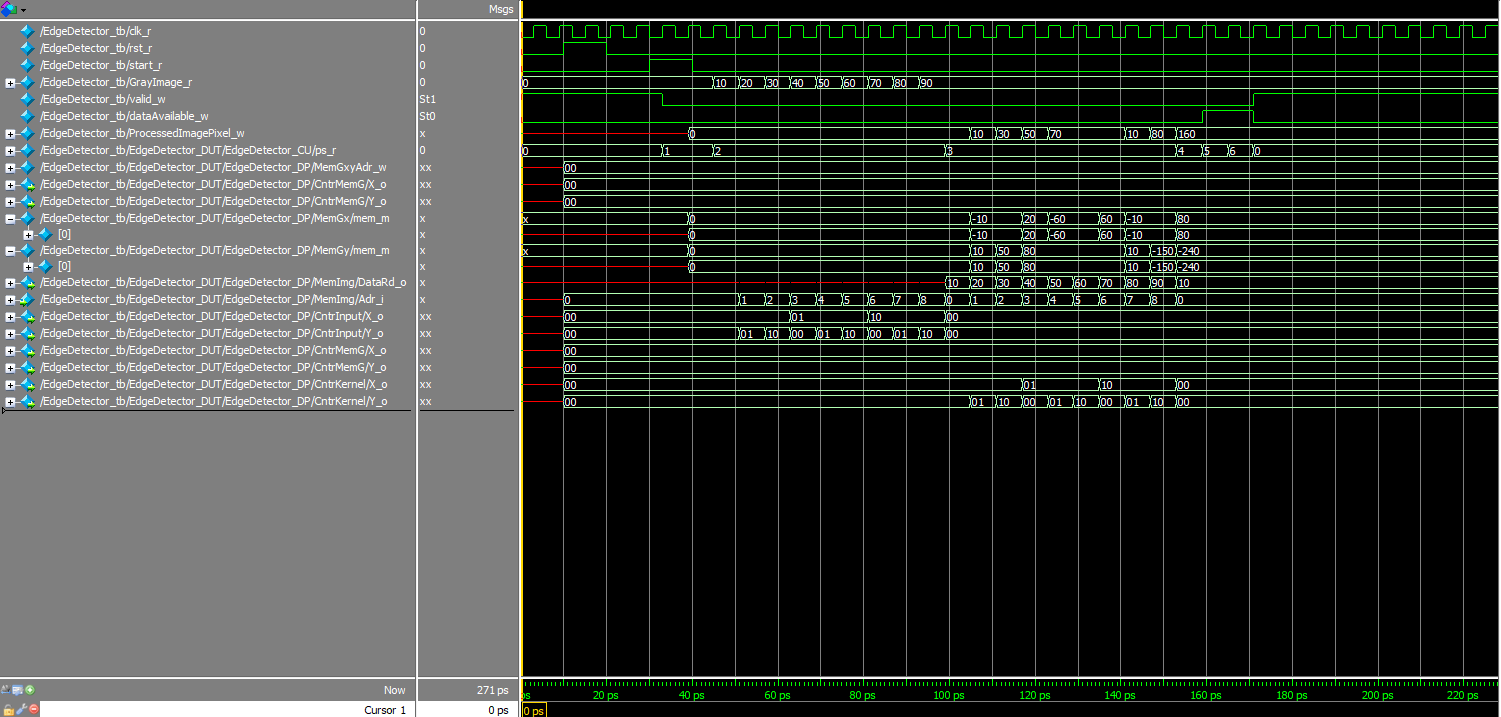 Msgs
/EdgeDetector_tb/clk_r 0
/EdgeDetector_tb/rst_r 0
/EdgeDetector_tb/start_r 0
/EdgeDetector_tb/GrayImage_r 0 0 10 20 30 40 50 60 70 80 90
/EdgeDetector_tb/valid_w St1
/EdgeDetector_tb/dataAvailable_w St0
/EdgeDetector_tb/ProcessedImagePixel_w x 0 10 30 50 70 10 80 160
/EdgeDetector_tb/EdgeDetector_DUT/EdgeDetector_CU/ps_r 0 0 1 2 3 4 5 6 0
/EdgeDetector_tb/EdgeDetector_DUT/EdgeDetector_DP/MemGxyAdr_w xx 00
/EdgeDetector_tb/EdgeDetector_DUT/EdgeDetector_DP/CntrMemG/X_o xx 00
/EdgeDetector_tb/EdgeDetector_DUT/EdgeDetector_DP/CntrMemG/Y_o xx 00
/EdgeDetector_tb/EdgeDetector_DUT/EdgeDetector_DP/MemGx/mem_m x x 0 -10 20 -60 60 -10 80
[0] x 0 -10 20 -60 60 -10 80
/EdgeDetector_tb/EdgeDetector_DUT/EdgeDetector_DP/MemGy/mem_m x x 0 10 50 80 10 -150 -240
[0] x 0 10 50 80 10 -150 -240
/EdgeDetector_tb/EdgeDetector_DUT/EdgeDetector_DP/MemImg/DataRd_o x 10 20 30 40 50 60 70 80 90 10
/EdgeDetector_tb/EdgeDetector_DUT/EdgeDetector_DP/MemImg/Adr_i x 0 1 2 3 4 5 6 7 8 0 1 2 3 4 5 6 7 8 0
/EdgeDetector_tb/EdgeDetector_DUT/EdgeDetector_DP/CntrInput/X_o xx 00 01 10 00
/EdgeDetector_tb/EdgeDetector_DUT/EdgeDetector_DP/CntrInput/Y_o xx 00 01 10 00 01 10 00 01 10 00
/EdgeDetector_tb/EdgeDetector_DUT/EdgeDetector_DP/CntrMemG/X_o xx 00
/EdgeDetector_tb/EdgeDetector_DUT/EdgeDetector_DP/CntrMemG/Y_o xx 00
/EdgeDetector_tb/EdgeDetector_DUT/EdgeDetector_DP/CntrKernel/X_o xx 00 01 10 00
/EdgeDetector_tb/EdgeDetector_DUT/EdgeDetector_DP/CntrKernel/Y_o xx 00 01 10 00 01 10 00 01 10 00
Now 271 ps ps 20 ps 40 ps 60 ps 80 ps 100 ps 120 ps 140 ps 160 ps 180 ps 200 ps 220 ps
Cursor 1 0 ps 0 ps